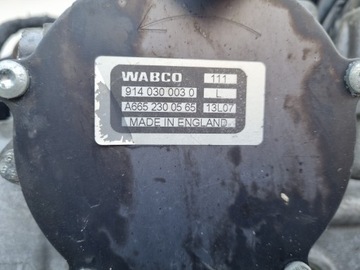 WABCO 111
914 030 003 0 L
A665 230 05 65 13L07
MADE IN ENGLAND